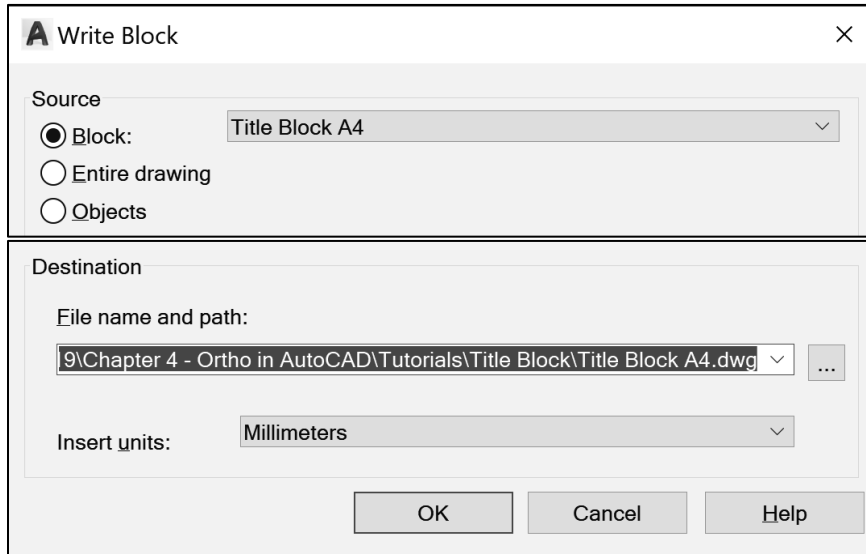 Write Block
Source
Block:
Title Block A4
Entire drawing
Objects
Destination
File name and path:
9\Chapter 4 - Ortho in AutoCAD\Tutorials\Title Block\Title Block A4.dwg
...
Insert units:
Millimeters
OK
Cancel
Help